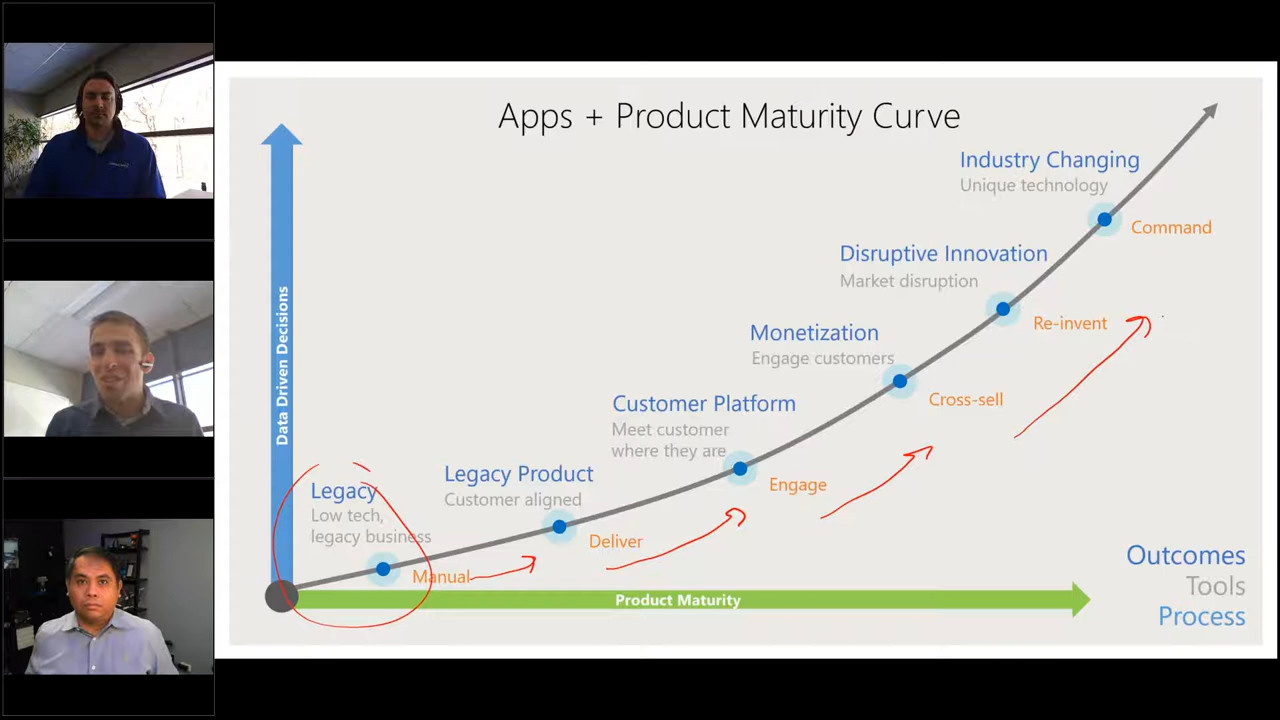 Apps + Product Maturity Curve
Industry Changing
Unique technology
Command
Disruptive Innovation
Market disruption
Re-invent
Monetization
Engage customers
Cross-sell
Customer Platform
Meet customer
where they are
Engage
Legacy Product
Customer aligned
Deliver
Legacy
Low tech,
legacy business
Manual
Data Driven Decisions
Product Maturity
Outcomes
Tools
Process